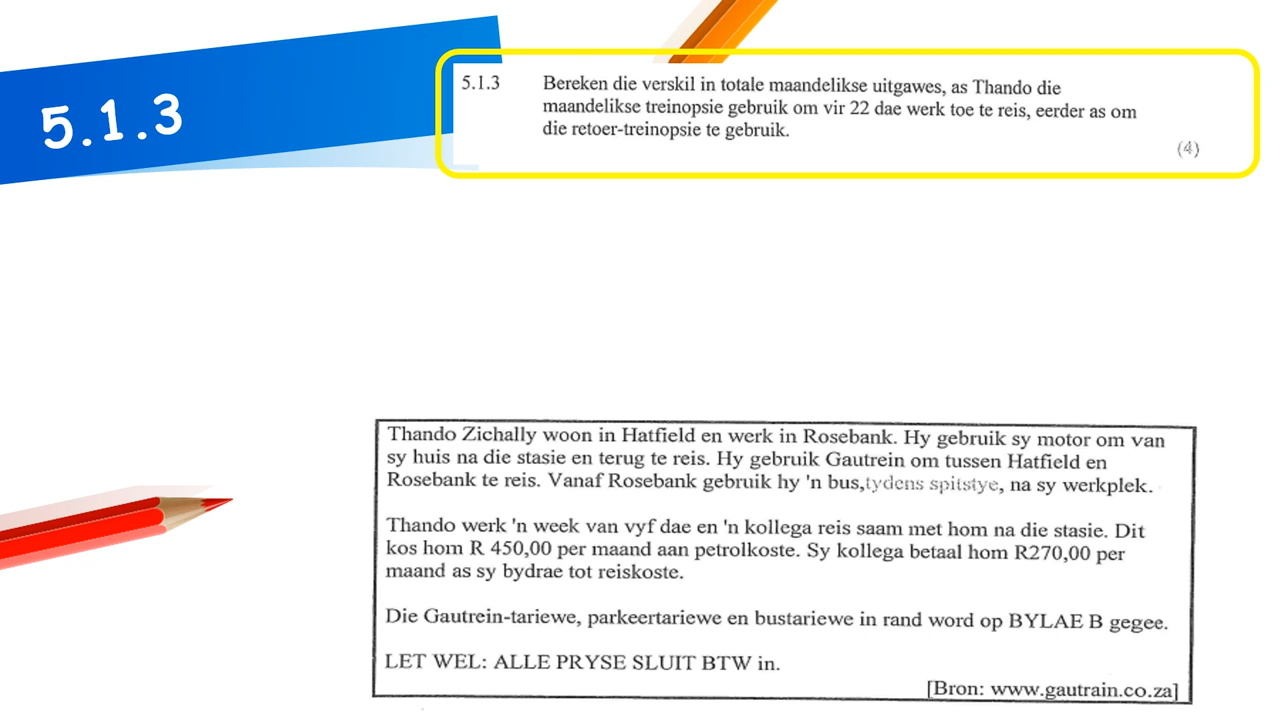 5.1.3
5.1.3 Bereken die verskil in totale maandelikse uitgawes, as Thando die
maandelikse treinopsie gebruik om vir 22 dae werk toe te reis, eerder as om
die retoer-treinopsie te gebruik.
(4)
Thando Zichally woon in Hatfield en werk in Rosebank. Hy gebruik sy motor om van
sy huis na die stasie en terug te reis. Hy gebruik Gautrein om tussen Hatfield en
Rosebank te reis. Vanaf Rosebank gebruik hy 'n bus,tydens spitstye, na sy werkplek.
Thando werk 'n week van vyf dae en 'n kollega reis saam met hom na die stasie. Dit
kos hom R 450,00 per maand aan petrolkoste. Sy kollega betaal hom R270,00 per
maand as sy bydrae tot reiskoste.
Die Gautrein-tariewe, parkeertariewe en bustariewe in rand word op BYLAE B gegee.
LET WEL: ALLE PRYSE SLUIT BTW in.
[Bron: www.gautrain.co.za]